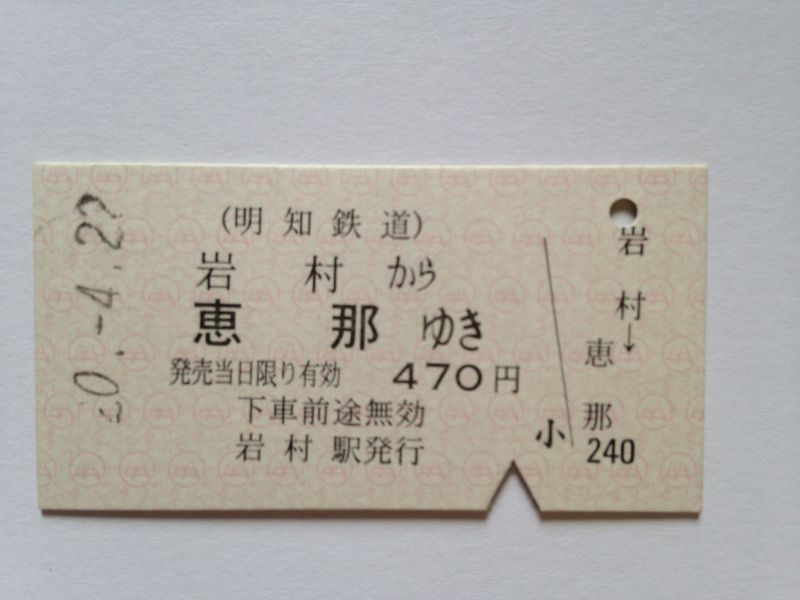 (明知鉄道)
岩村から
恵那ゆき
発売当日限り有効 470円
下車前途無効
岩村駅発行
小
岩村→恵那
240